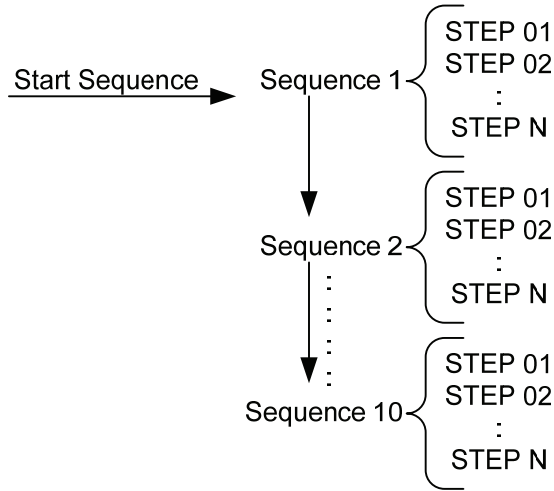 Start Sequence
Sequence 1
STEP 01
STEP 02
⋮
STEP N
Sequence 2
STEP 01
STEP 02
⋮
STEP N
Sequence 10
STEP 01
STEP 02
⋮
STEP N